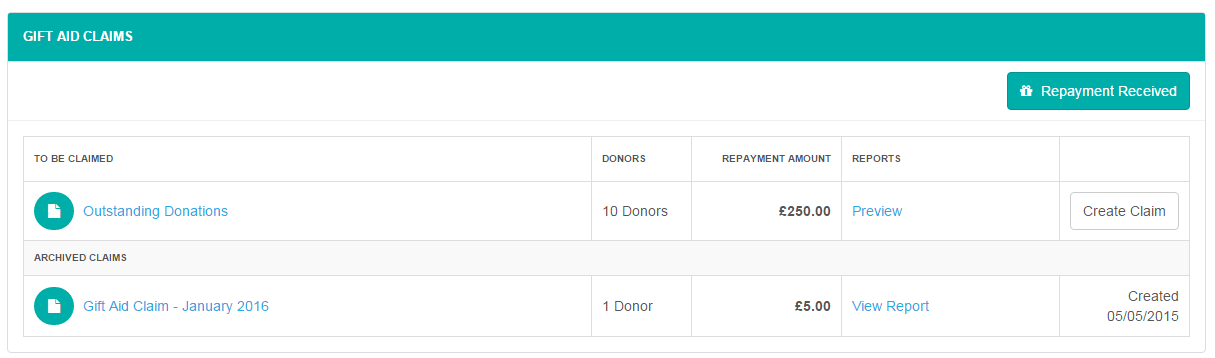 GIFT AID CLAIMS
Repayment Received
TO BE CLAIMED DONORS REPAYMENT AMOUNT REPORTS
Outstanding Donations 10 Donors £250.00 Preview Create Claim
ARCHIVED CLAIMS
Gift Aid Claim - January 2016 1 Donor £5.00 View Report Created
05/05/2015